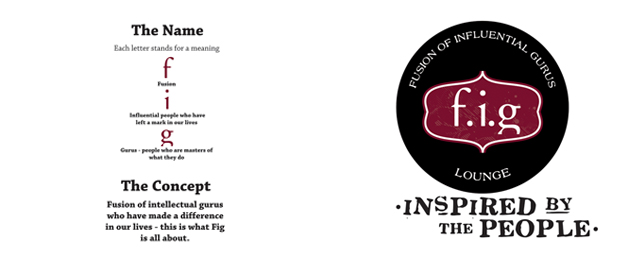 The Name
Each letter stands for a meaning
f
Fusion
i
Influential people who have
left a mark in our lives
g
Gurus - people who are masters of
what they do
The Concept
Fusion of intellectual gurus
who have made a difference
in our lives - this is what Fig
is all about.
FUSION OF INFLUENTIAL GURUS
f.i.g
LOUNGE
·INSPIRED BY
THE PEOPLE·